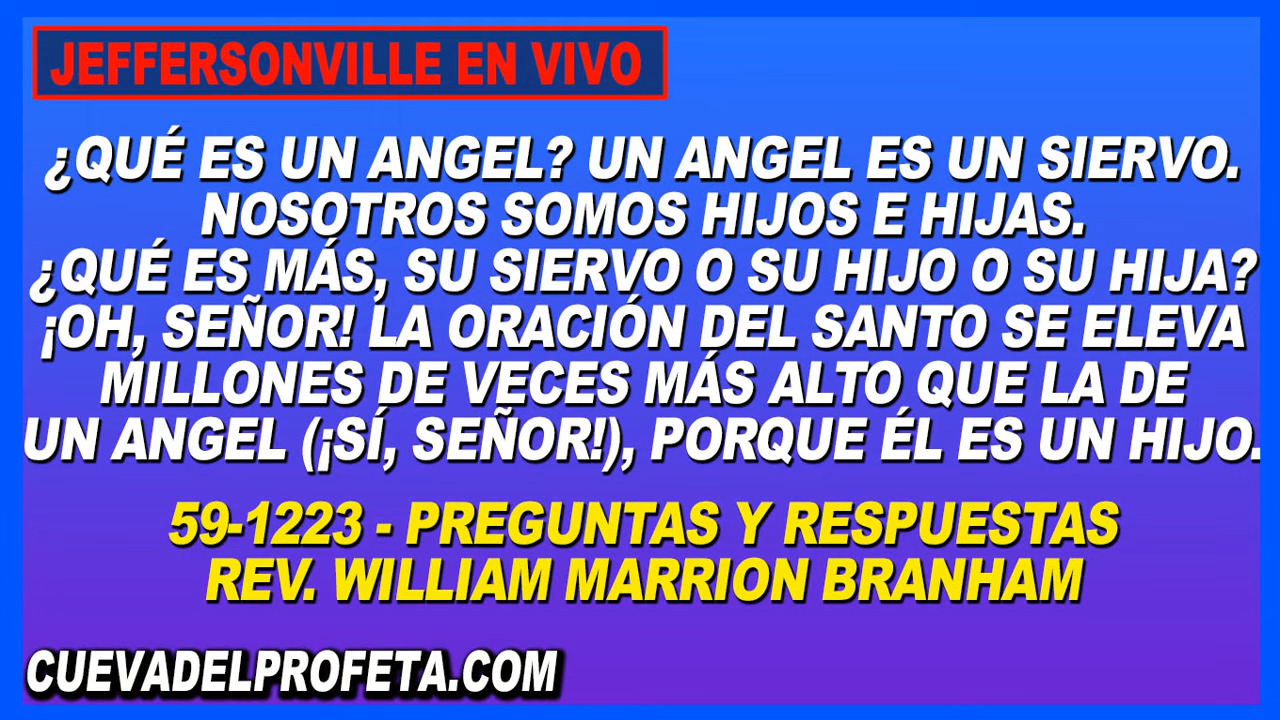 JEFFERSONVILLE EN VIVO
¿QUÉ ES UN ANGEL? UN ANGEL ES UN SIERVO.
NOSOTROS SOMOS HIJOS E HIJAS.
¿QUÉ ES MÁS, SU SIERVO O SU HIJO O SU HIJA?
¡OH, SEÑOR! LA ORACIÓN DEL SANTO SE ELEVA
MILLONES DE VECES MÁS ALTO QUE LA DE
UN ANGEL (¡SÍ, SEÑOR!), PORQUE ÉL ES UN HIJO.
59-1223 - PREGUNTAS Y RESPUESTAS
REV. WILLIAM MARRION BRANHAM
CUEVADELPROFETA.COM